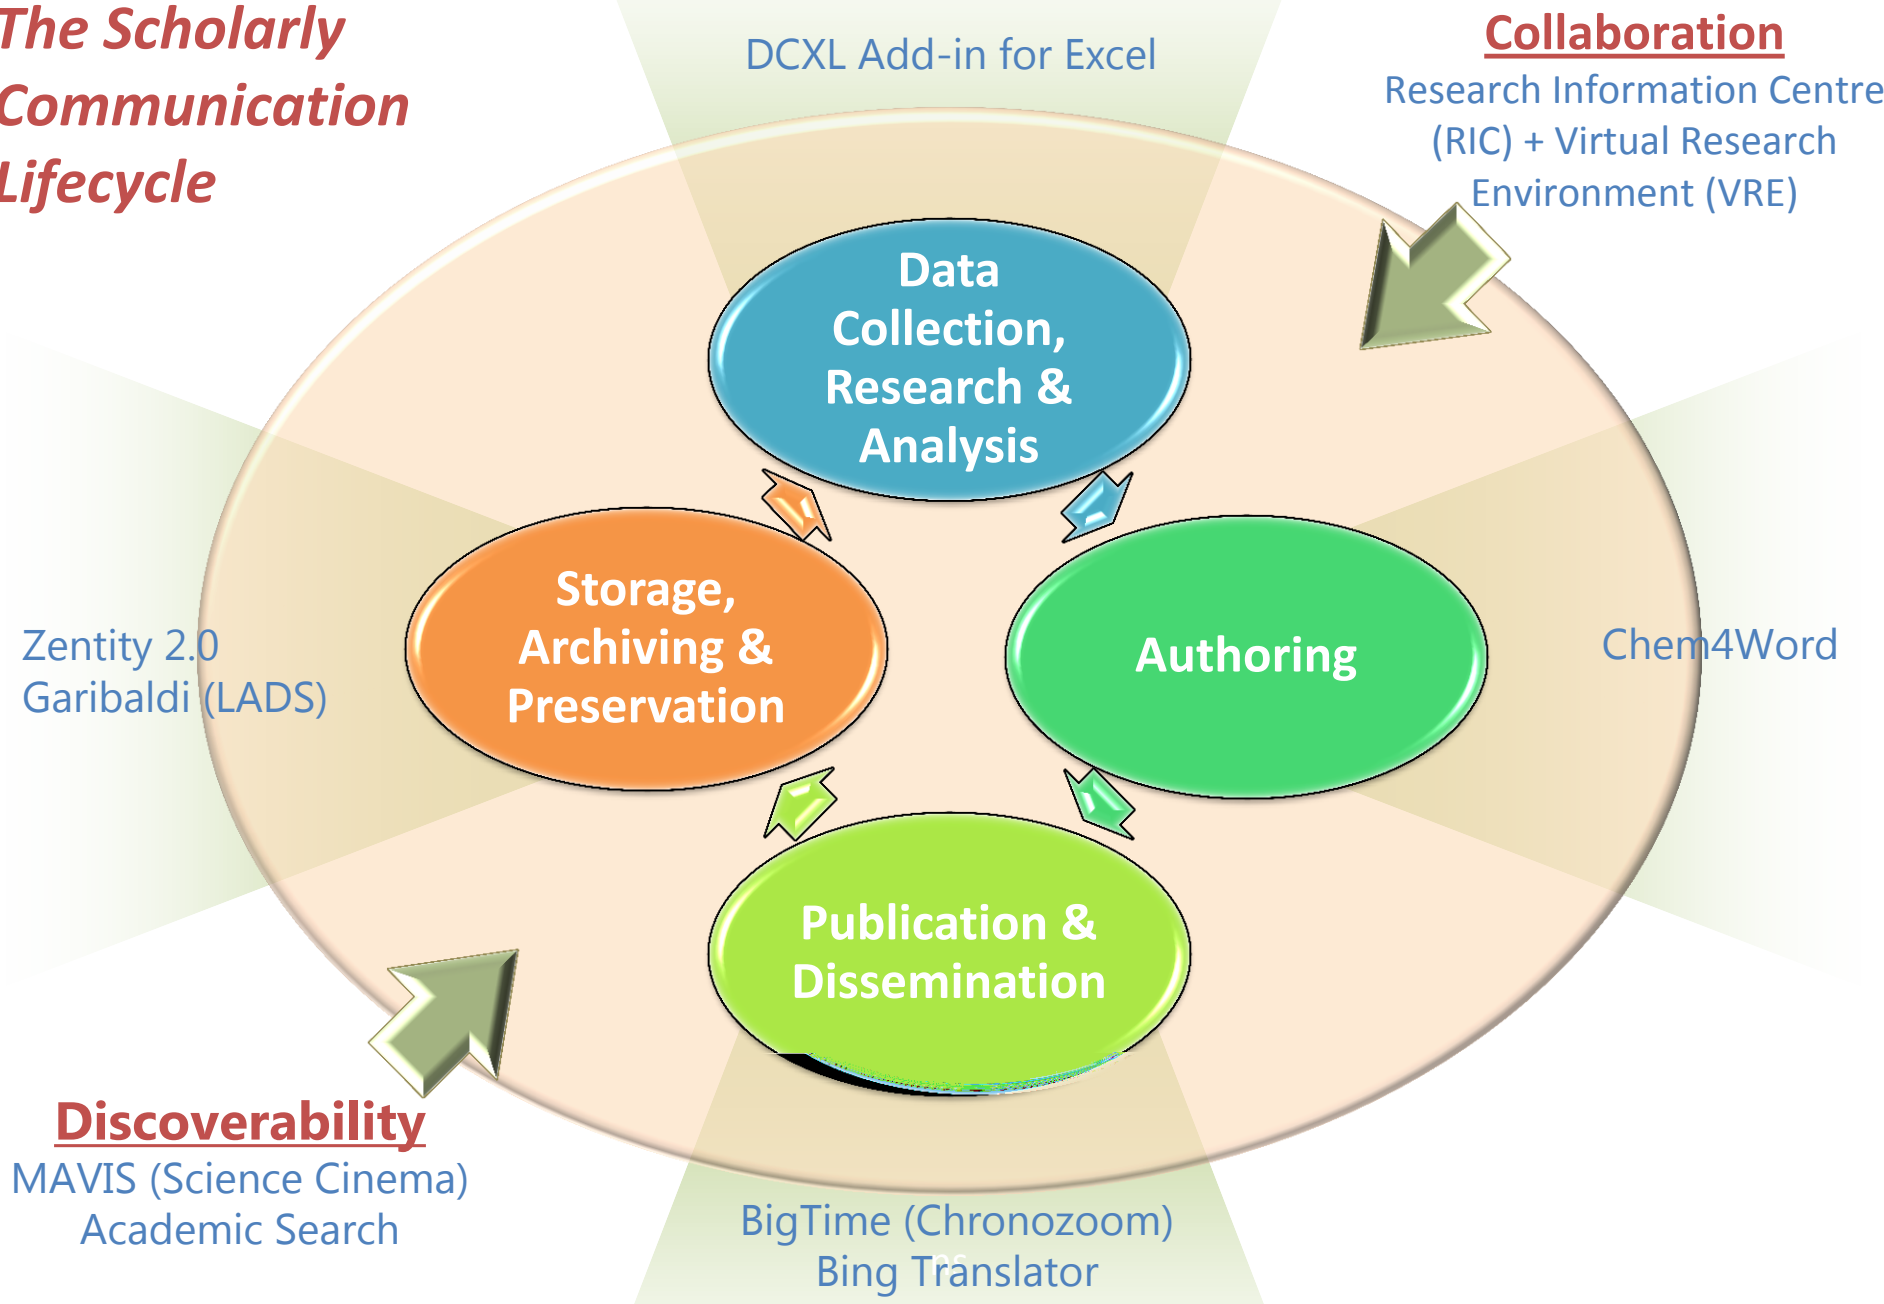 The Scholarly
Communication
Lifecycle
DCXL Add-in for Excel
Collaboration
Research Information Centre
(RIC) + Virtual Research
Environment (VRE)
Data
Collection,
Research &
Analysis
Storage,
Archiving &
Preservation
Authoring
Zentity 2.0
Garibaldi (LADS)
Chem4Word
Publication &
Dissemination
Discoverability
MAVIS (Science Cinema)
Academic Search
BigTime (Chronozoom)
Bing Translator